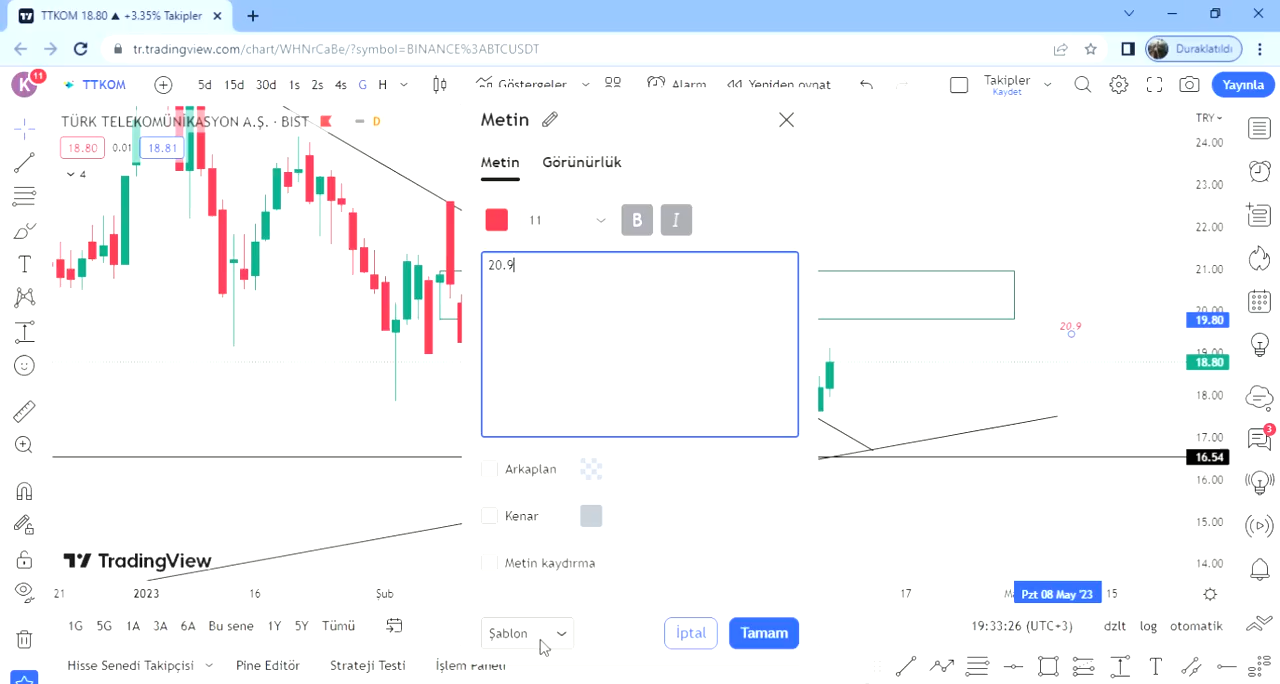 TTKOM 18.80 ▲ +3.35% Takipler
tr.tradingview.com/chart/WHNrCaBe/?symbol=BINANCE%3ABTCUSDT
Duraklatıldı
K 11
TTKOM
5d 15d 30d 1s 2s 4s G H
Göstergeler
Alarm
Yeniden oynat
Takipler
Kaydet
Yayınla
TÜRK TELEKOMÜNİKASYON A.Ş. · BIST
D
18.80 0.01 18.81
4
Metin
Metin Görünürlük
11
B I
20.9
Arkaplan
Kenar
Metin kaydırma
Şablon
İptal
Tamam
20.9
TRY
24.00
23.00
22.00
21.00
20.00
19.80
19.00
18.80
18.00
17.00
16.54
16.00
15.00
14.00
3
TradingView
21 2023 16 Şub 17 Pzt 08 May '23 15
1G 5G 1A 3A 6A Bu sene 1Y 5Y Tümü
19:33:26 (UTC+3) dzlt log otomatik
Hisse Senedi Takipçisi Pine Editör Strateji Testi İşlem Paneli